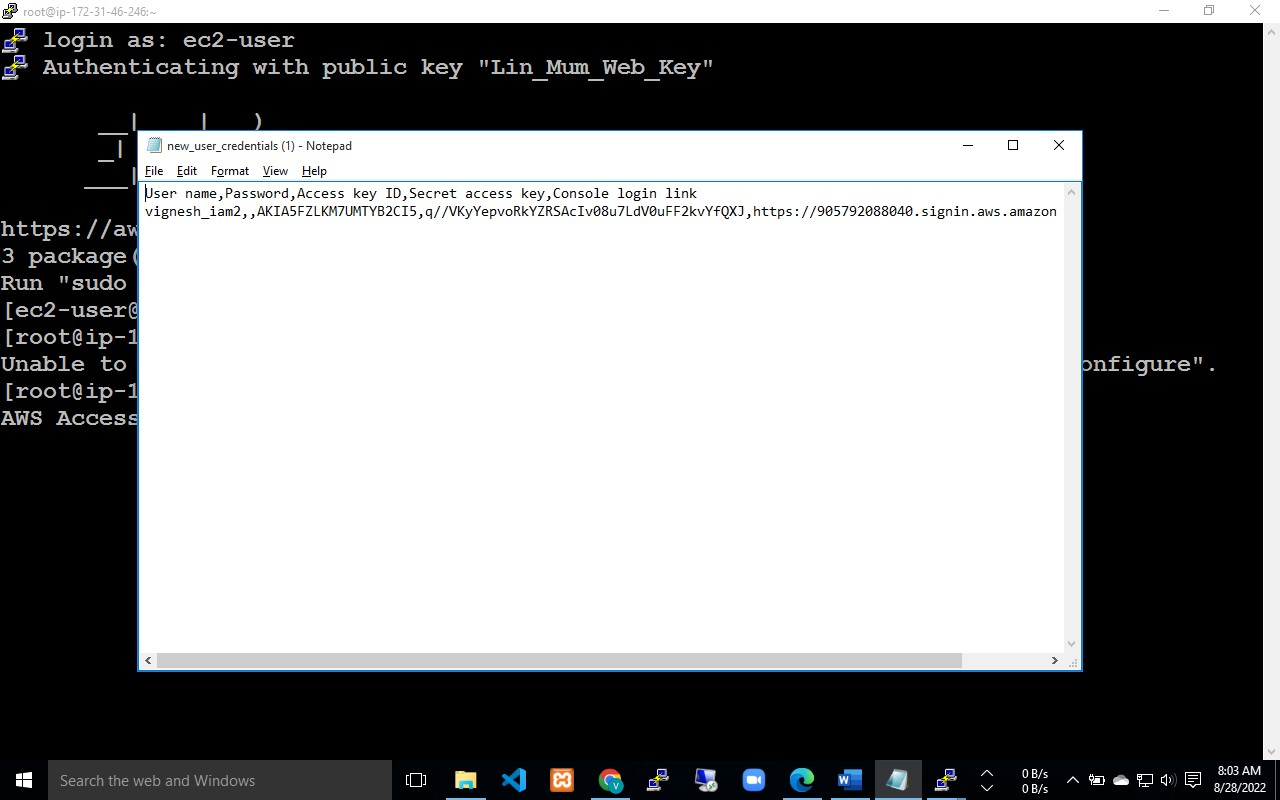 root@ip-172-31-46-246:~
login as: ec2-user
Authenticating with public key "Lin_Mum_Web_Key"
new_user_credentials (1) - Notepad
File Edit Format View Help
User name,Password,Access key ID,Secret access key,Console login link
vignesh_iam2,,AKIA5FZLKM7UMTYB2CI5,q//VKyYepvoRkYZRSAcIv08u7LdV0uFF2kvYfQXJ,https://905792088040.signin.aws.amazon
https://aw
3 package(
Run "sudo
[ec2-user@
[root@ip-1
Unable to onfigure".
[root@ip-1
AWS Access
Search the web and Windows
0 B/s
0 B/s
8:03 AM
8/28/2022